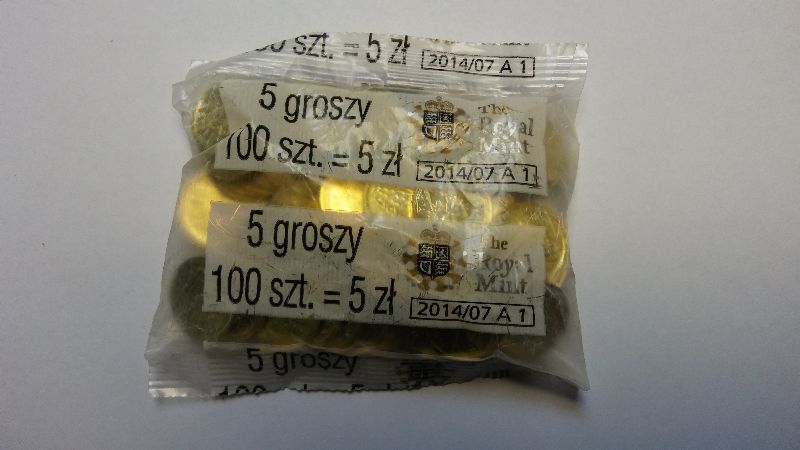 szt. = 5 zł
2014/07 A 1
5 groszy
The Royal Mint
100 szt. = 5 zł
2014/07 A 1
5 groszy
The Royal Mint
100 szt. = 5 zł
2014/07 A 1
5 groszy